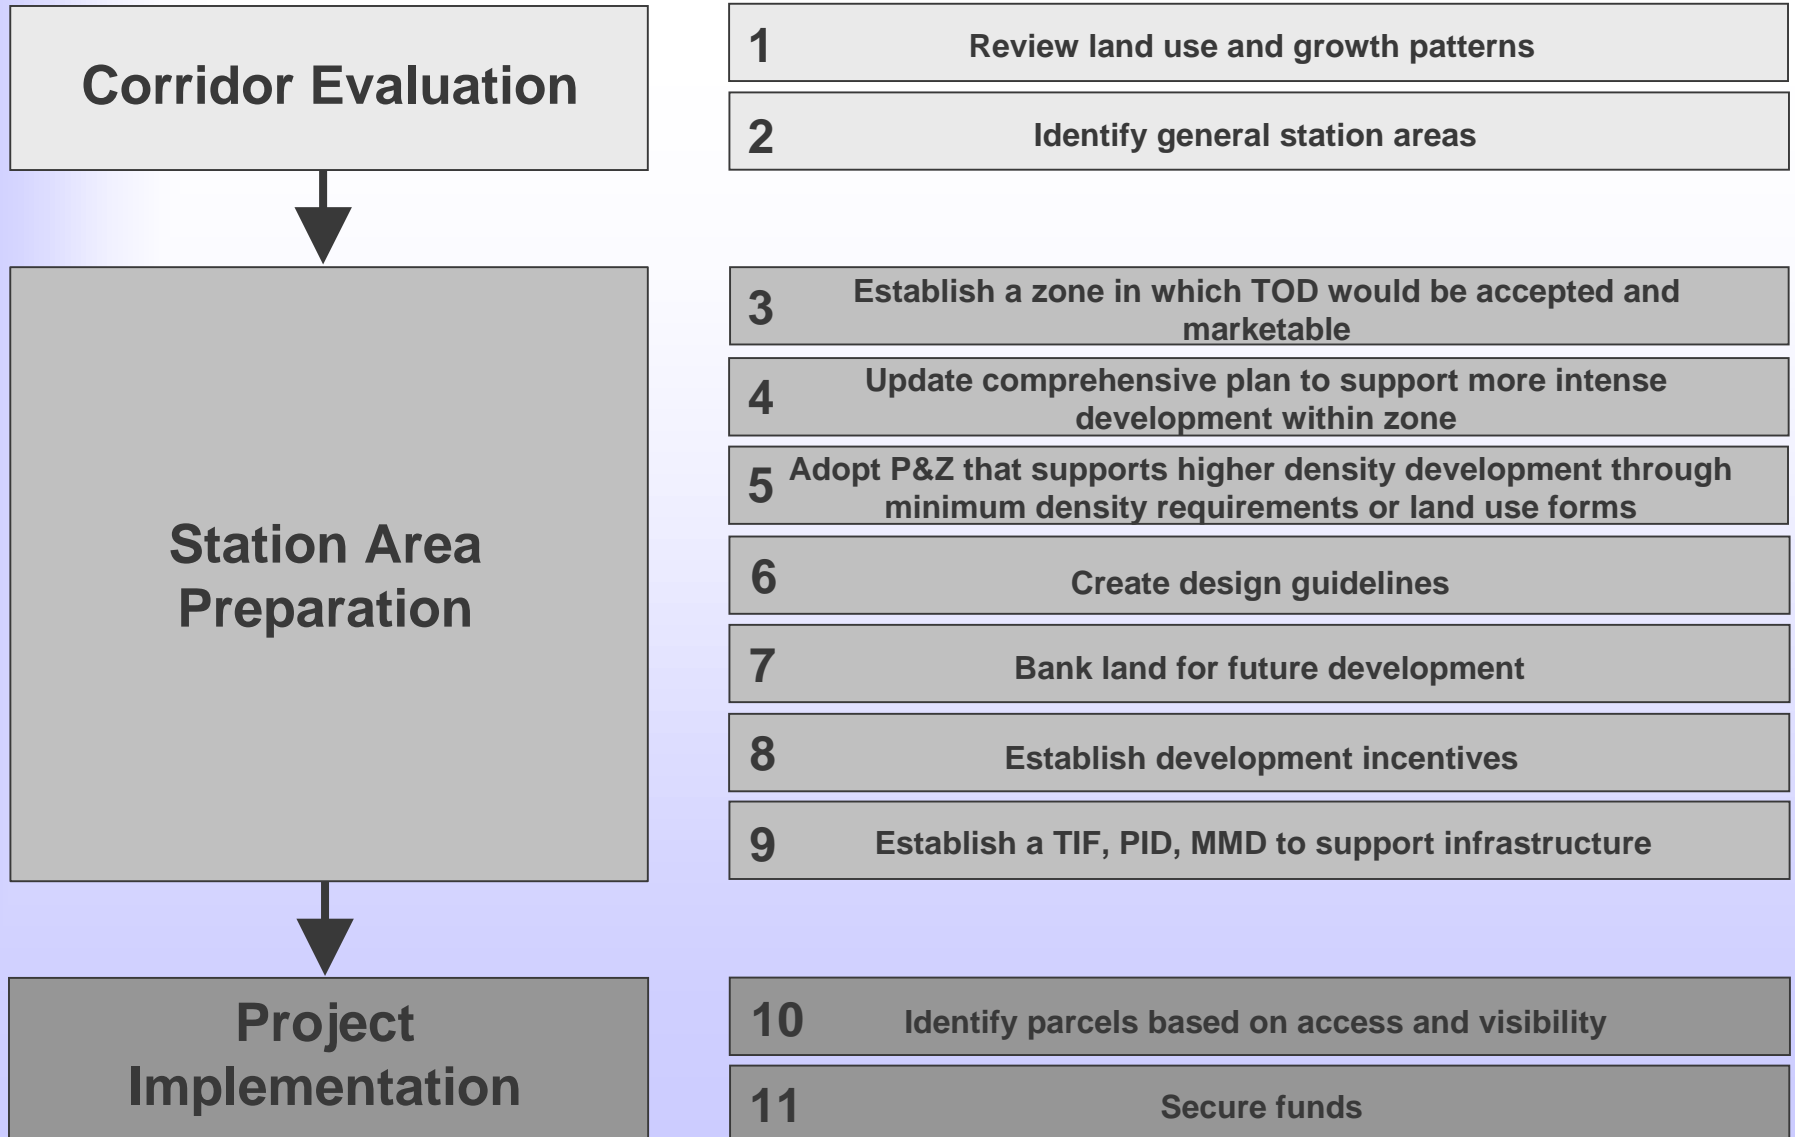 Corridor Evaluation
1
Review land use and growth patterns
2
Identify general station areas
Station Area
Preparation
3
Establish a zone in which TOD would be accepted and
marketable
4
Update comprehensive plan to support more intense
development within zone
5
Adopt P&Z that supports higher density development through
minimum density requirements or land use forms
6
Create design guidelines
7
Bank land for future development
8
Establish development incentives
9
Establish a TIF, PID, MMD to support infrastructure
Project
Implementation
10
Identify parcels based on access and visibility
11
Secure funds